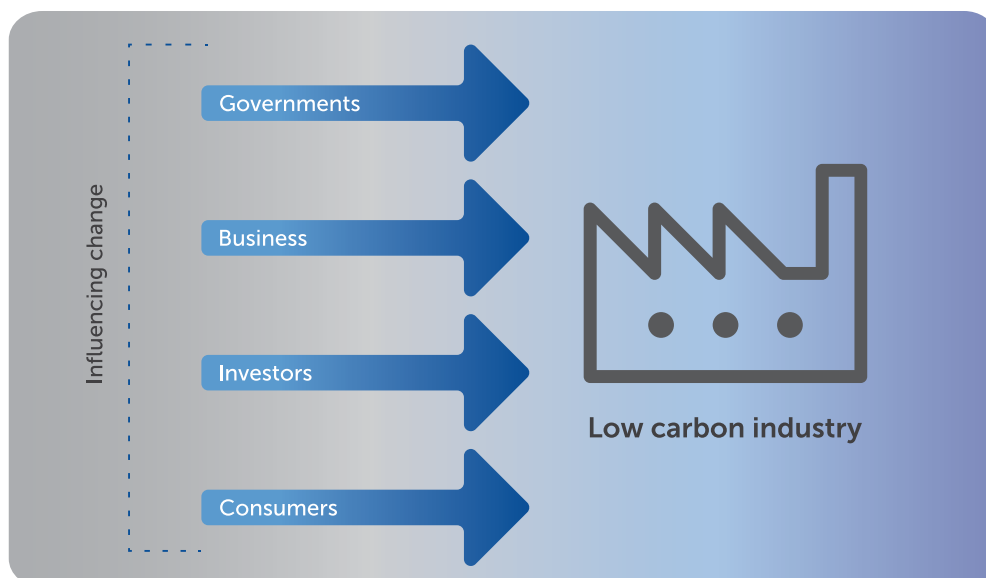 Influencing change
Governments
Business
Investors
Consumers
Low carbon industry